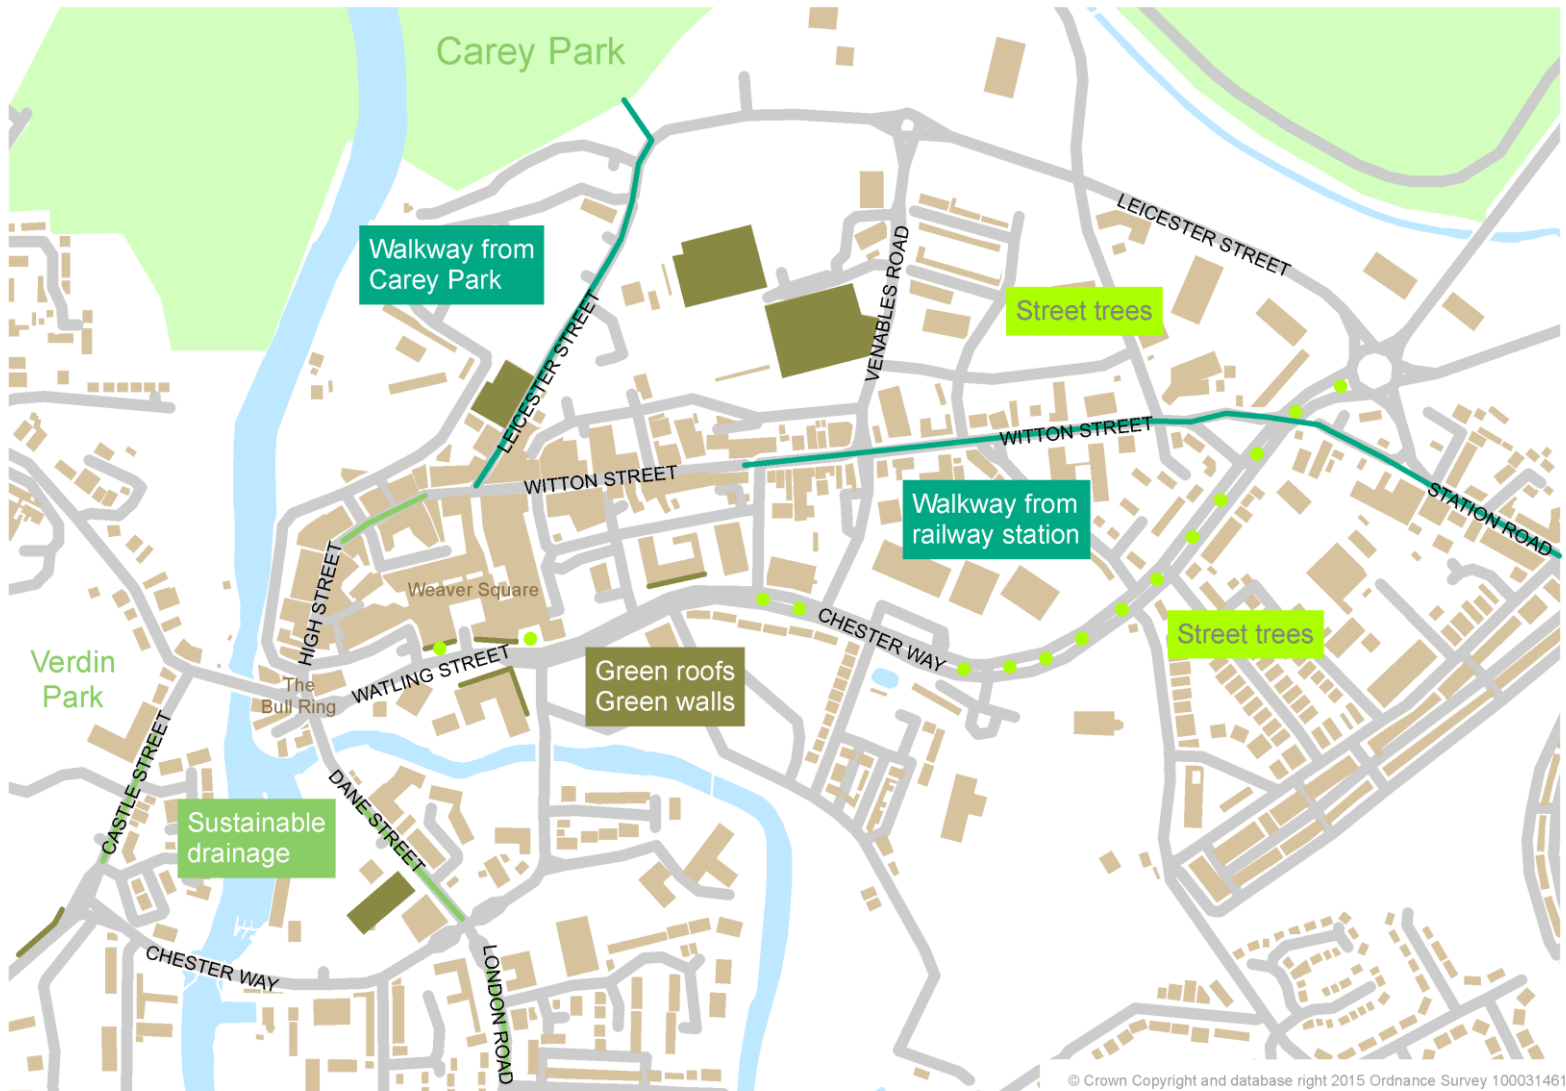 Carey Park
LEICESTER STREET
Walkway from
Carey Park
VENABLES ROAD
Street trees
LEICESTER STREET
WITTON STREET
WITTON STREET
Walkway from
railway station
STATION ROAD
HIGH STREET
Weaver Square
CHESTER WAY
Street trees
Verdin
Park
The
Bull Ring
WATLING STREET
Green roofs
Green walls
CASTLE STREET
DANE STREET
Sustainable
drainage
CHESTER WAY
LONDON ROAD
© Crown Copyright and database right 2015 Ordnance Survey 100031461